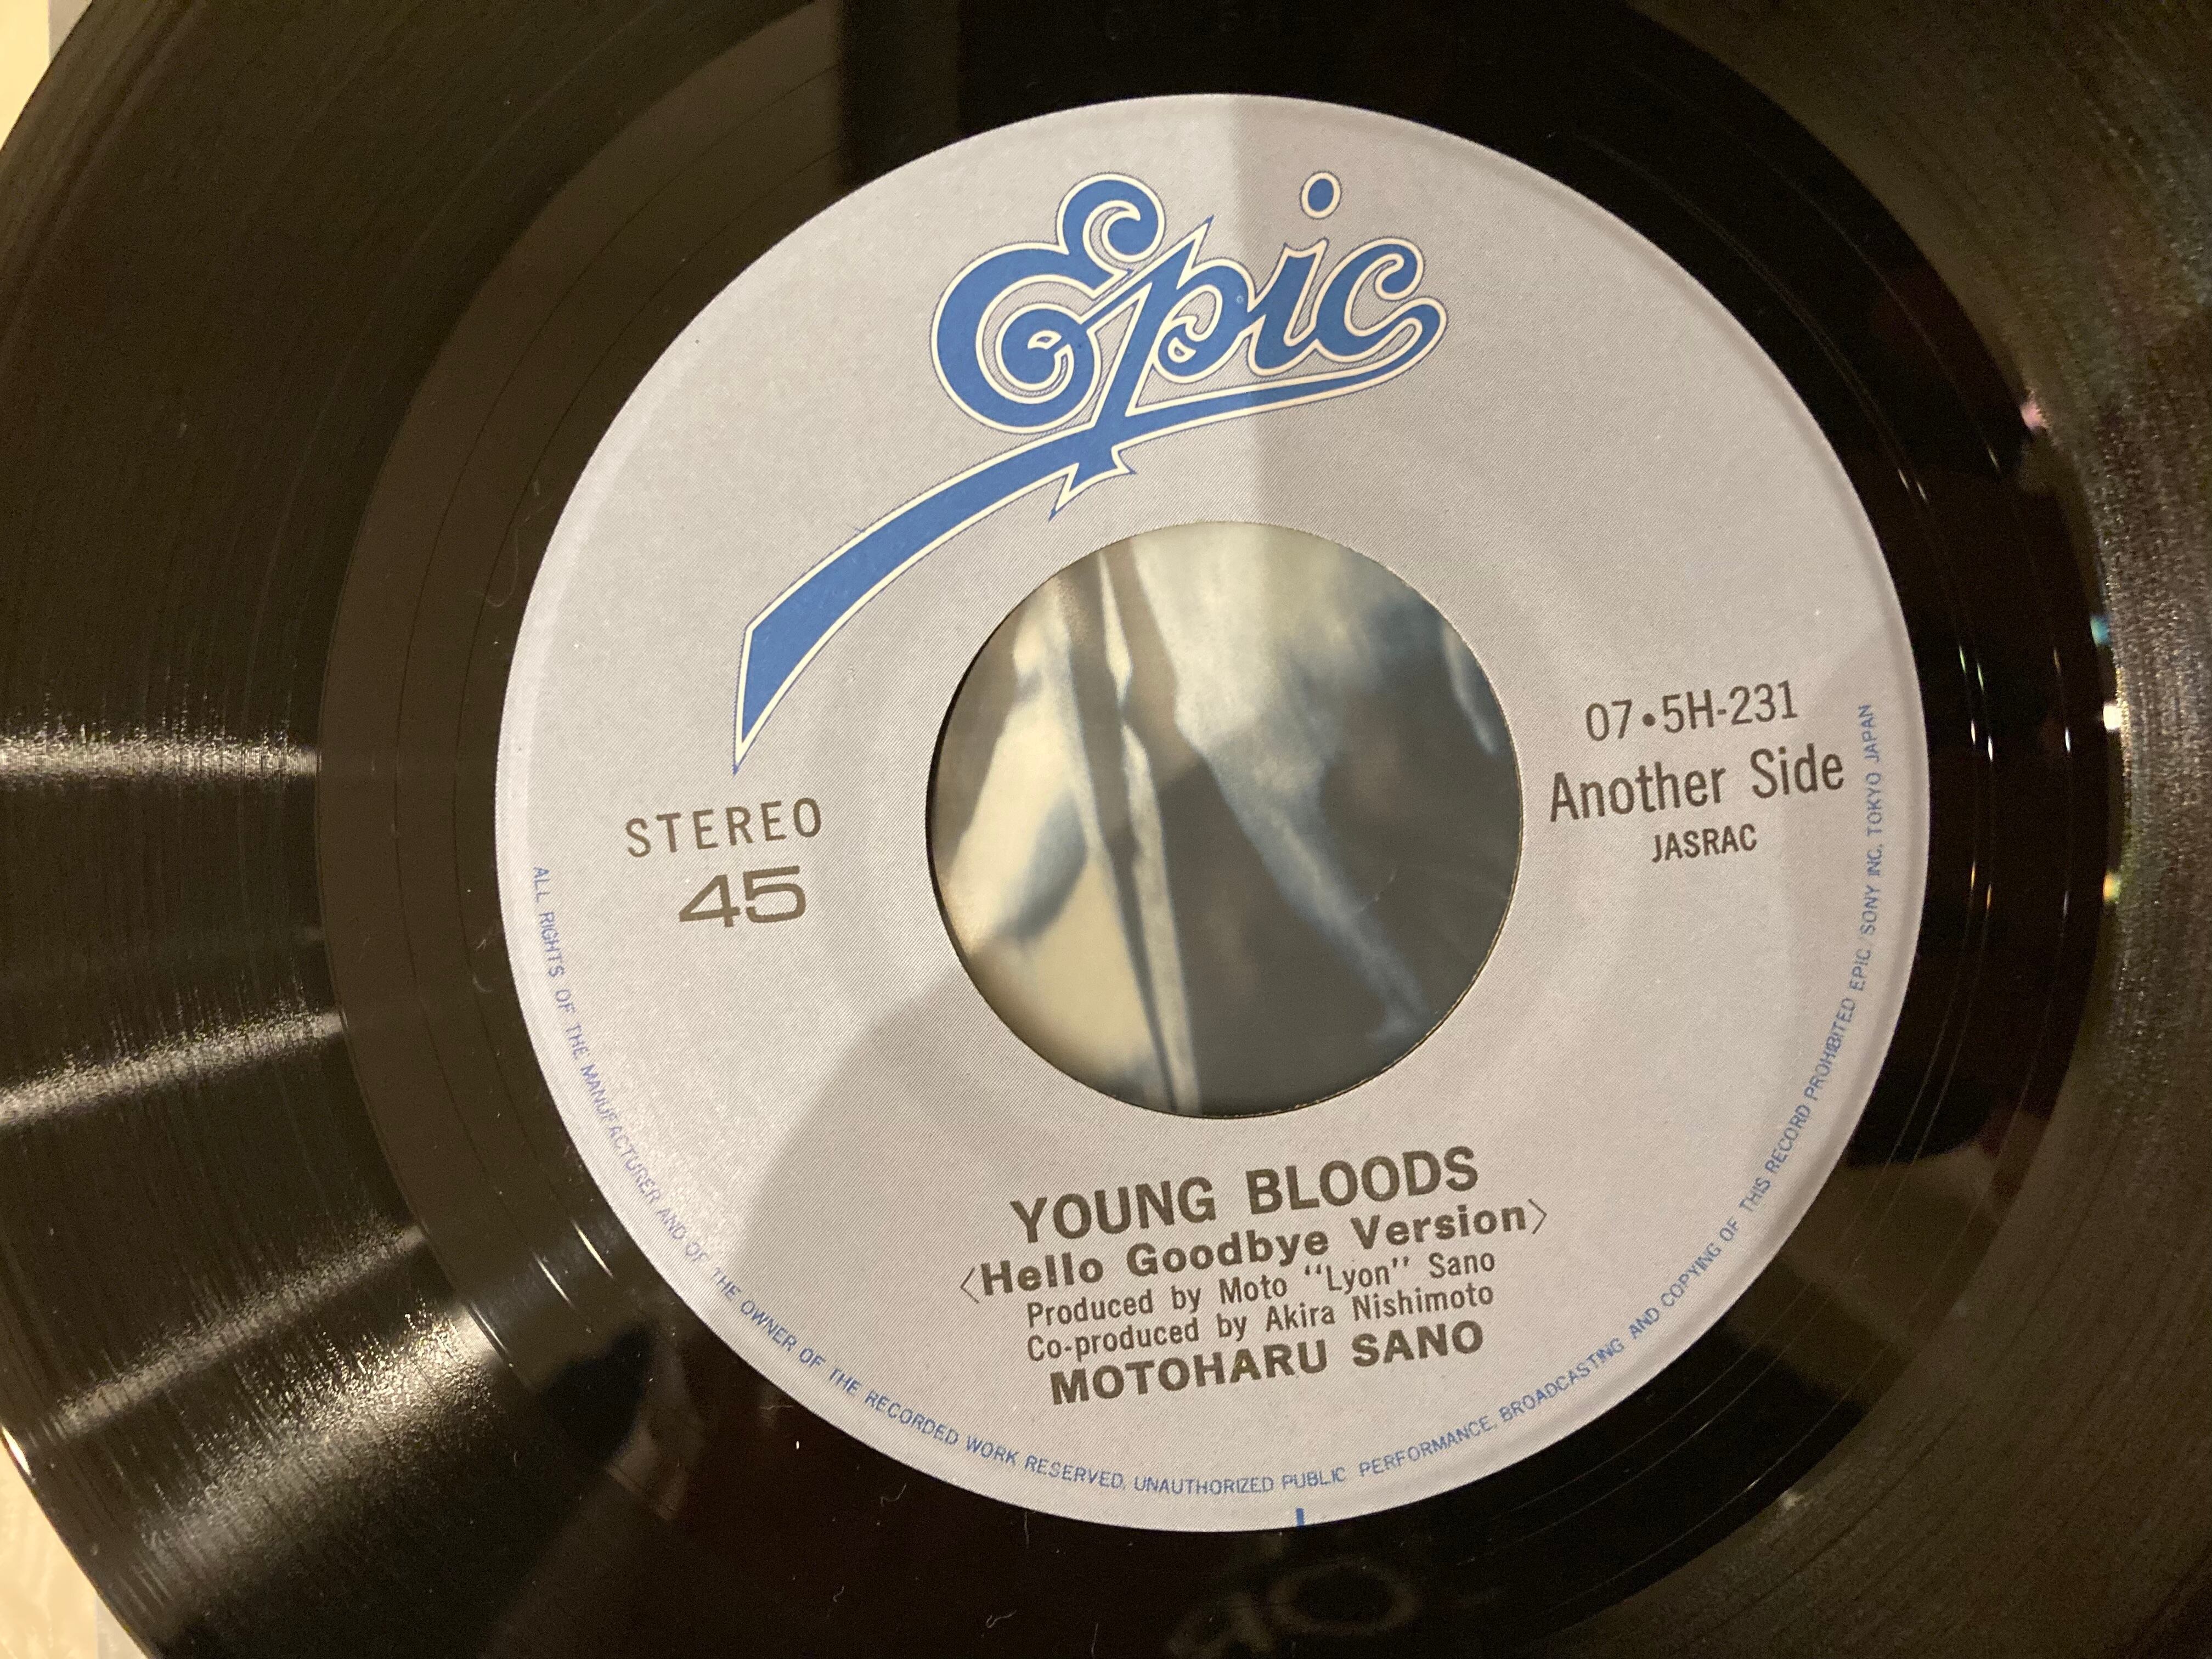 Epic
STEREO
45
07•5H-231
Another Side
JASRAC
YOUNG BLOODS
〈Hello Goodbye Version〉
Produced by Moto “Lyon” Sano
Co-produced by Akira Nishimoto
MOTOHARU SANO
ALL RIGHTS OF THE MANUFACTURER AND OF THE OWNER OF THE RECORDED WORK RESERVED. UNAUTHORIZED PUBLIC PERFORMANCE, BROADCASTING AND COPYING OF THIS RECORD PROHIBITED EPIC / SONY INC. TOKYO JAPAN